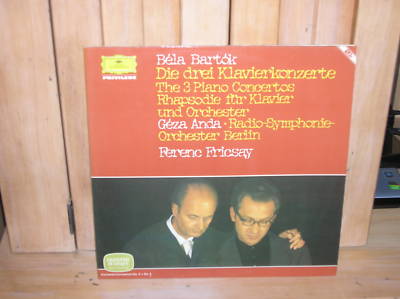 PRIVILEGE
Béla Bartók
Die drei Klavierkonzerte
The 3 Piano Concertos
Rhapsodie für Klavier
und Orchester
Géza Anda · Radio-Symphonie-
Orchester Berlin
Ferenc Fricsay